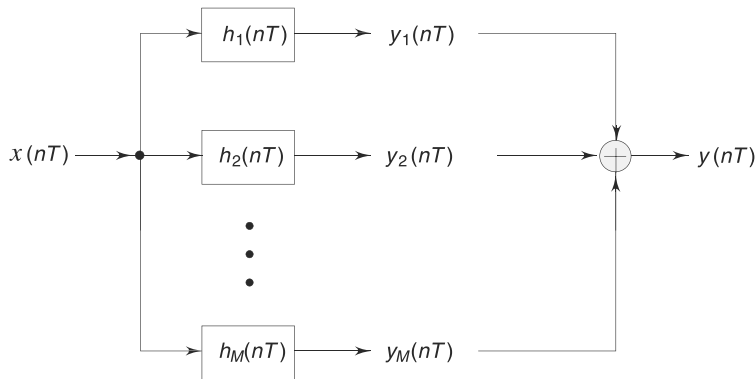 h1(nT) y1(nT)
x(nT) h2(nT) y2(nT) + y(nT)
hM(nT) yM(nT)